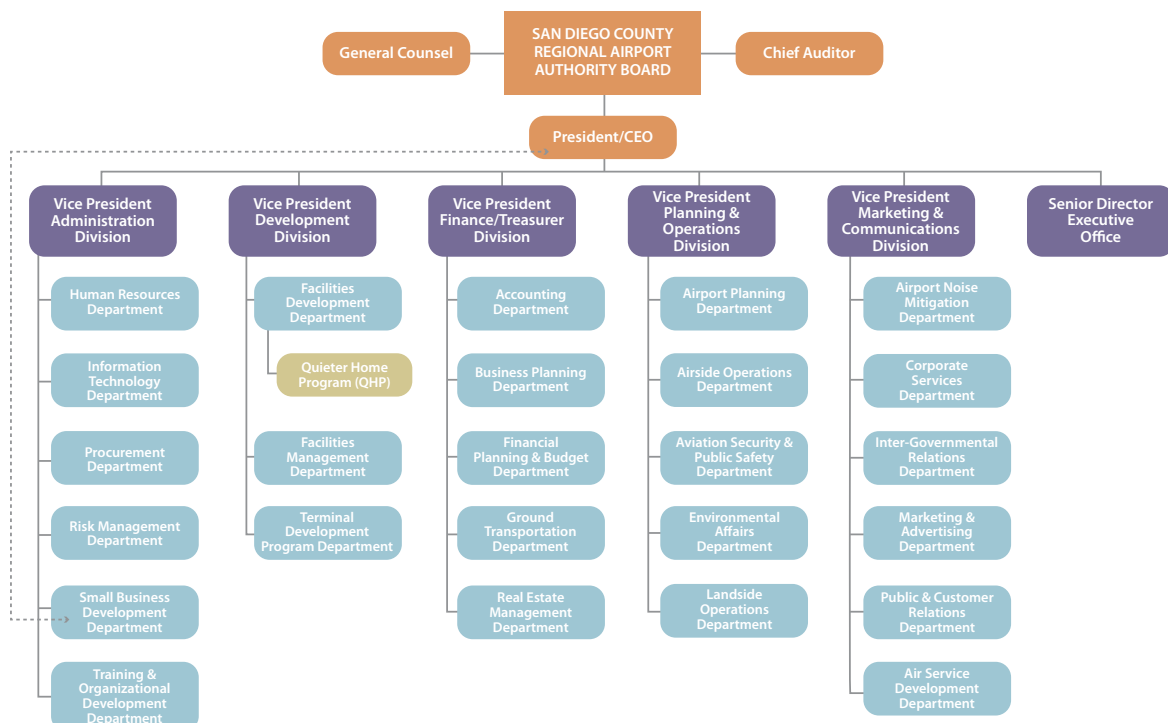 General Counsel
SAN DIEGO COUNTY
REGIONAL AIRPORT
AUTHORITY BOARD
Chief Auditor
President/CEO
Vice President
Administration
Division
Vice President
Development
Division
Vice President
Finance/Treasurer
Division
Vice President
Planning &
Operations
Division
Vice President
Marketing &
Communications
Division
Senior Director
Executive
Office
Human Resources
Department
Information
Technology
Department
Procurement
Department
Risk Management
Department
Small Business
Development
Department
Training &
Organizational
Development
Department
Facilities
Development
Department
Quieter Home
Program (QHP)
Facilities
Management
Department
Terminal
Development
Program Department
Accounting
Department
Business Planning
Department
Financial
Planning & Budget
Department
Ground
Transportation
Department
Real Estate
Management
Department
Airport Planning
Department
Airside Operations
Department
Aviation Security &
Public Safety
Department
Environmental
Affairs
Department
Landside
Operations
Department
Airport Noise
Mitigation
Department
Corporate
Services
Department
Inter-Governmental
Relations
Department
Marketing &
Advertising
Department
Public & Customer
Relations
Department
Air Service
Development
Department